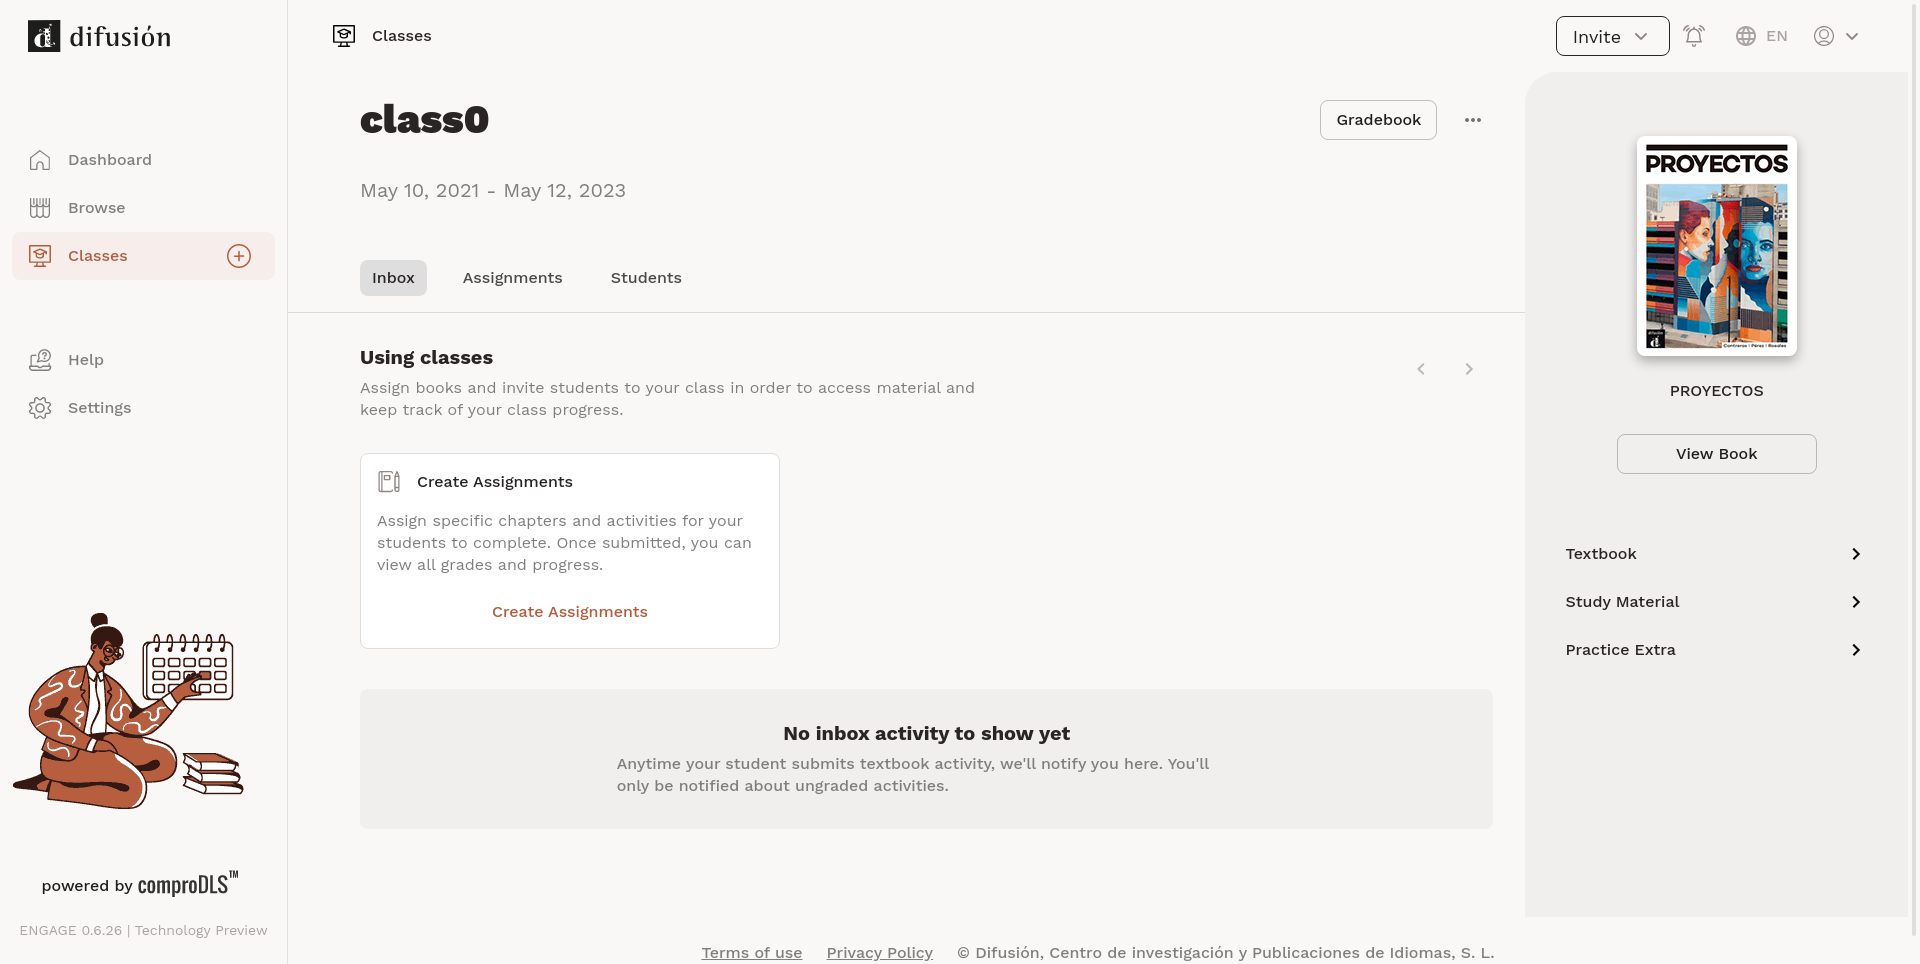 difusión
Dashboard
Browse
Classes
Help
Settings
powered by comproDLS™
ENGAGE 0.6.26 | Technology Preview
Classes
Invite
EN
class0
Gradebook
May 10, 2021 - May 12, 2023
Inbox
Assignments
Students
Using classes
Assign books and invite students to your class in order to access material and
keep track of your class progress.
Create Assignments
Assign specific chapters and activities for your
students to complete. Once submitted, you can
view all grades and progress.
Create Assignments
No inbox activity to show yet
Anytime your student submits textbook activity, we'll notify you here. You'll
only be notified about ungraded activities.
PROYECTOS
difusión
Contreras | Pérez | Rosales
PROYECTOS
View Book
Textbook
Study Material
Practice Extra
Terms of use
Privacy Policy
© Difusión, Centro de investigación y Publicaciones de Idiomas, S. L.